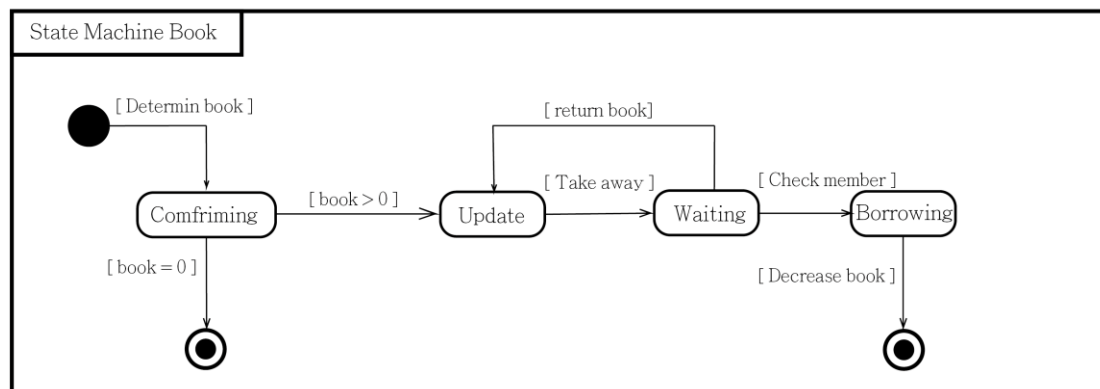 State Machine Book
[ Determin book ]
[ return book]
[ Take away ]
[ Check member ]
[ book > 0 ]
Comfriming
Update
Waiting
Borrowing
[ book = 0 ]
[ Decrease book ]